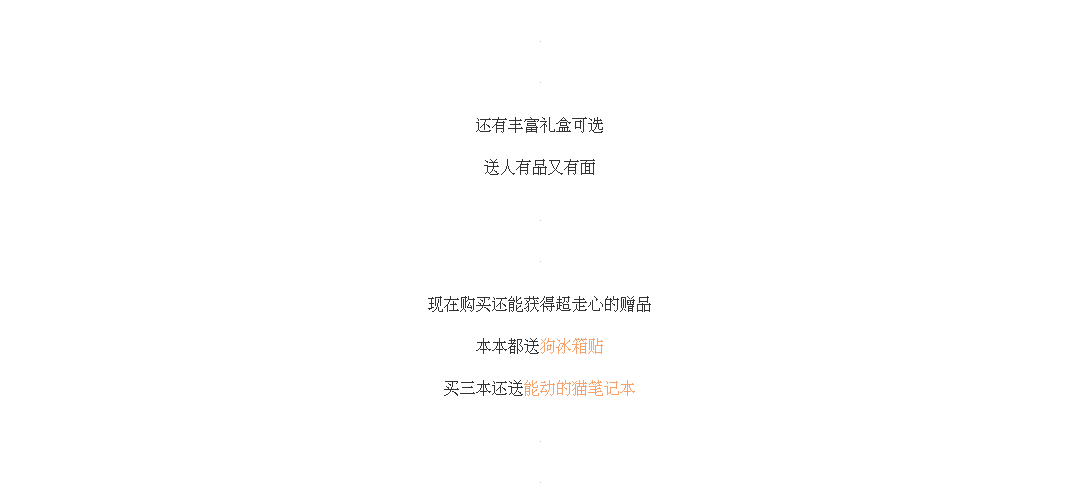 还有丰富礼盒可选
送人有品又有面
现在购买还能获得超走心的赠品
本本都送狗冰箱贴
买三本还送能动的猫笔记本